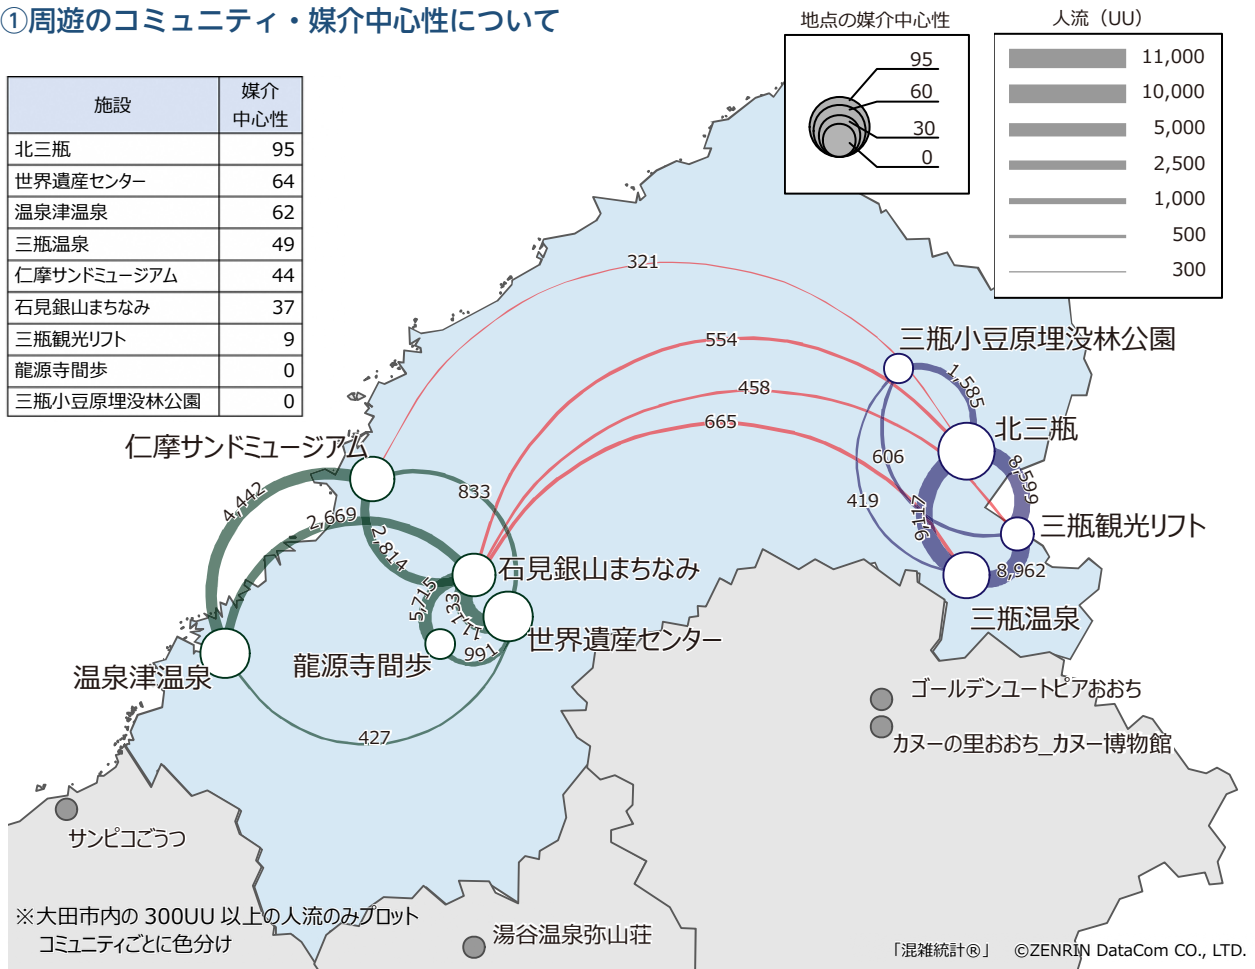 ①周遊のコミュニティ・媒介中心性について
地点の媒介中心性
95
60
30
0
人流（UU）
11,000
10,000
5,000
2,500
1,000
500
300
施設 媒介中心性
北三瓶 95
世界遺産センター 64
温泉津温泉 62
三瓶温泉 49
仁摩サンドミュージアム 44
石見銀山まちなみ 37
三瓶観光リフト 9
龍源寺間歩 0
三瓶小豆原埋没林公園 0
321
554
458
665
三瓶小豆原埋没林公園
1,585
北三瓶
606
419
8,599
9,117
三瓶観光リフト
8,962
三瓶温泉
仁摩サンドミュージアム
4,442
2,669
833
2,814
石見銀山まちなみ
5,715
11,133
世界遺産センター
991
龍源寺間歩
温泉津温泉
427
ゴールデンユートピアおおち
カヌーの里おおち_カヌー博物館
サンピコごうつ
湯谷温泉弥山荘
※大田市内の 300UU 以上の人流のみプロット
コミュニティごとに色分け
「混雑統計®」 ©ZENRIN DataCom CO., LTD.